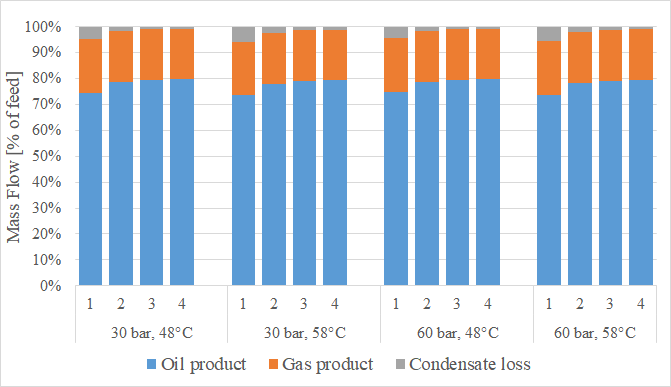 100%
90%
80%
70%
60%
50%
40%
30%
20%
10%
0%
Mass Flow [% of feed]
1 2 3 4 1 2 3 4 1 2 3 4 1 2 3 4
30 bar, 48°C 30 bar, 58°C 60 bar, 48°C 60 bar, 58°C
Oil product Gas product Condensate loss